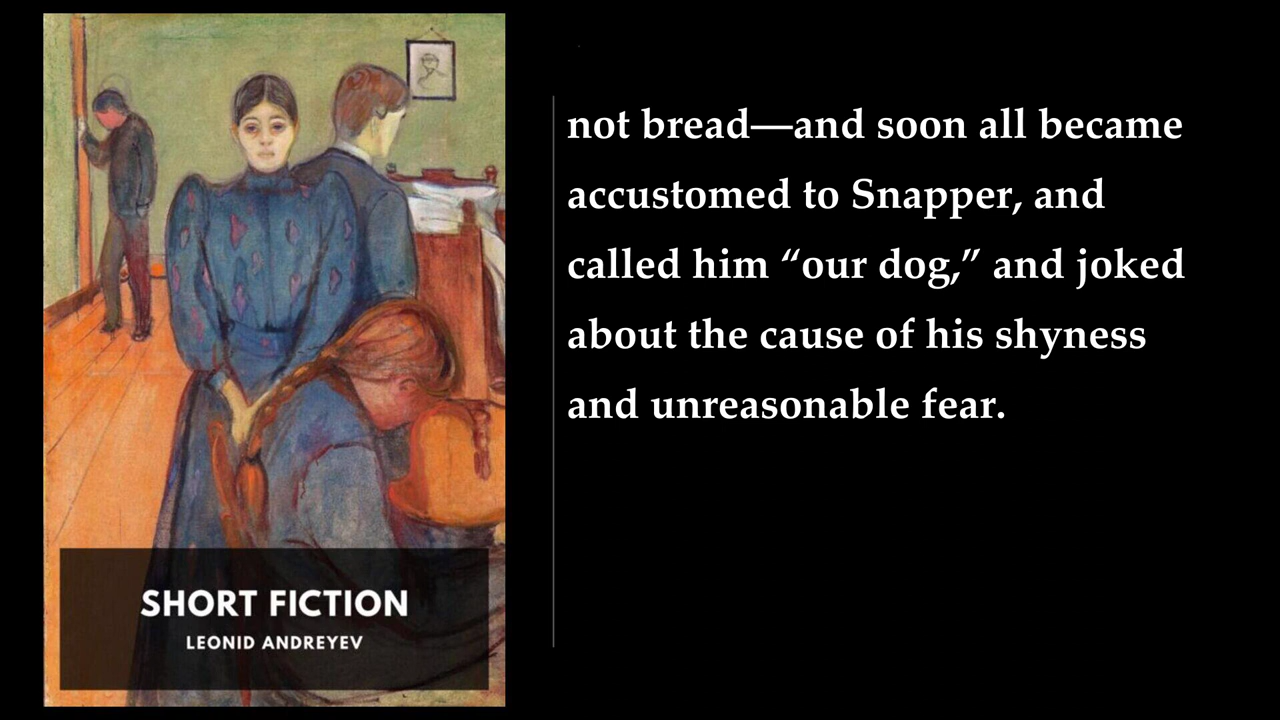 SHORT FICTION
LEONID ANDREYEV
not bread—and soon all became
accustomed to Snapper, and
called him “our dog,” and joked
about the cause of his shyness
and unreasonable fear.